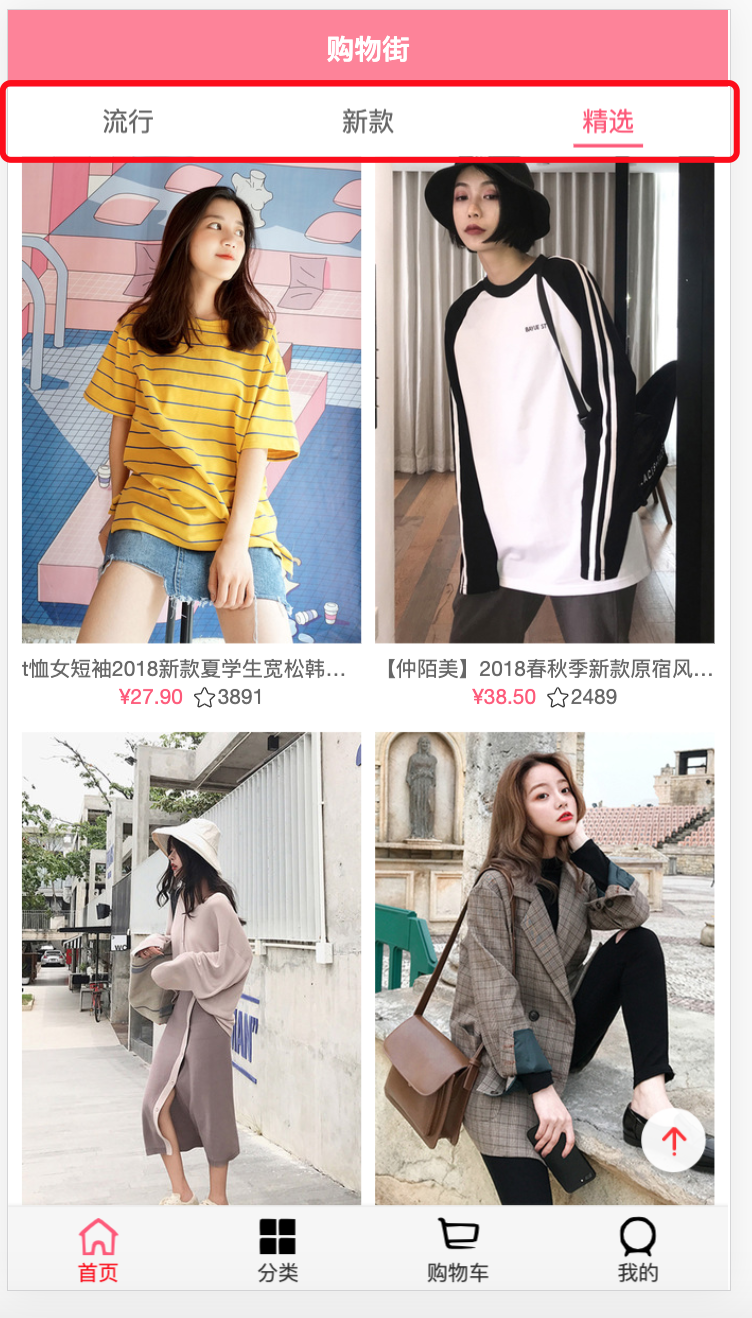 购物街
流行 新款 精选
BAYUE ST
t恤女短袖2018新款夏学生宽松韩...
【仲陌美】2018春秋季新款原宿风...
¥27.90 3891
¥38.50 2489
首页 分类 购物车 我的